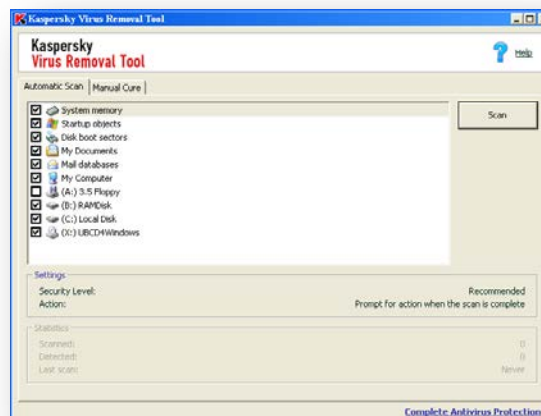 Kaspersky Virus Removal Tool
Kaspersky
Virus Removal Tool
Help
Automatic Scan
Manual Cure
System memory
Startup objects
Disk boot sectors
My Documents
Mail databases
My Computer
(A:) 3.5 Floppy
(B:) RAMDisk
(C:) Local Disk
(X:) UBCD4Windows
Scan
Settings
Security Level: Recommended
Action: Prompt for action when the scan is complete
Statistics
Scanned: 0
Detected: 0
Last scan: Never
Complete Antivirus Protection